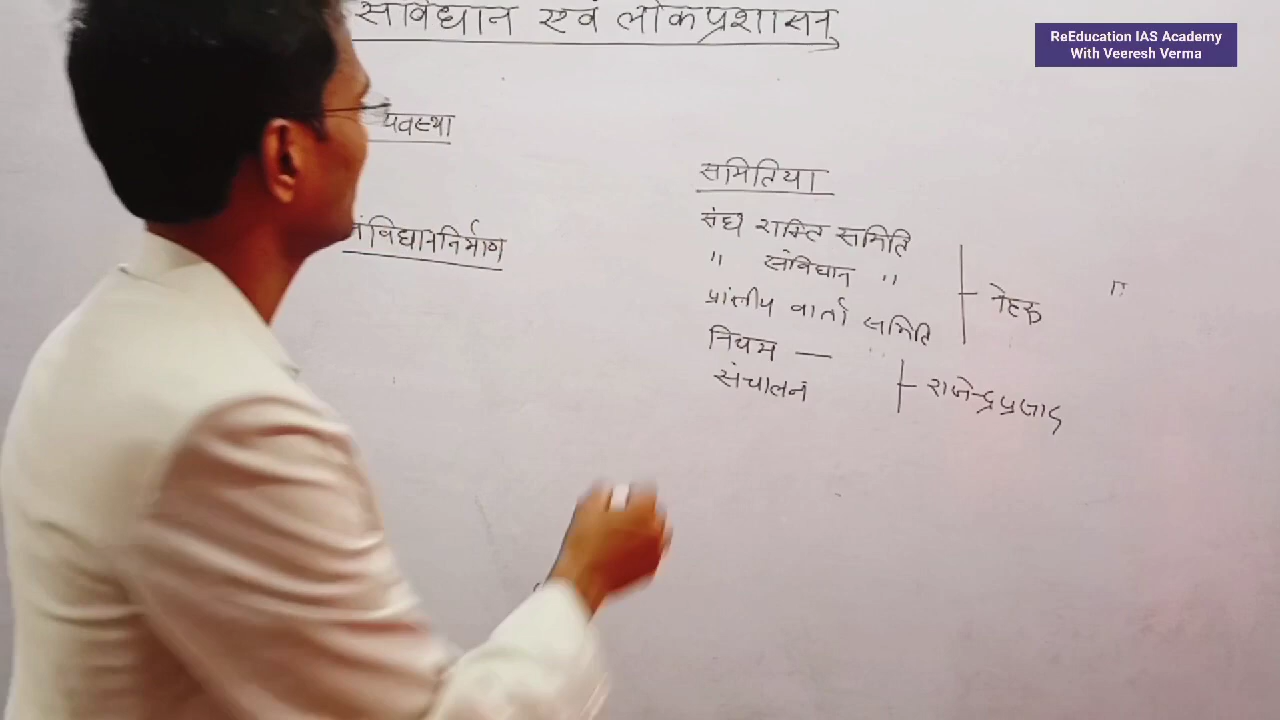 संविधान एवं लोकप्रशासन
ReEducation IAS Academy
With Veeresh Verma
यवस्था
समितिया
संघ शक्ति समिति
" संविधान "
प्रांतीय वार्ता समिति
नेहरू
"
नियम —
संचालन
राजेन्द्रप्रसाद
संविधाननिर्माण